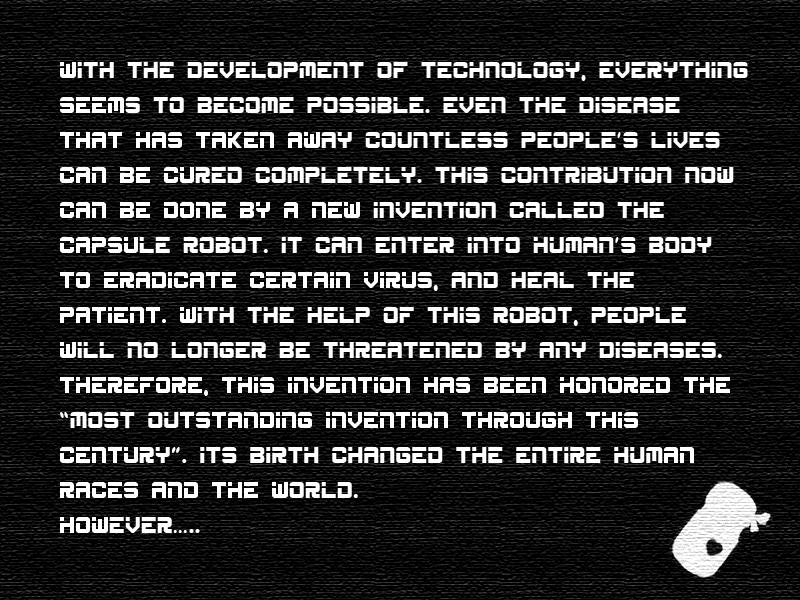 WITH THE DEVELOPMENT OF TECHNOLOGY, EVERYTHING
SEEMS TO BECOME POSSIBLE. EVEN THE DISEASE
THAT HAS TAKEN AWAY COUNTLESS PEOPLE'S LIVES
CAN BE CURED COMPLETELY. THIS CONTRIBUTION NOW
CAN BE DONE BY A NEW INVENTION CALLED THE
CAPSULE ROBOT. IT CAN ENTER INTO HUMAN'S BODY
TO ERADICATE CERTAIN VIRUS, AND HEAL THE
PATIENT. WITH THE HELP OF THIS ROBOT, PEOPLE
WILL NO LONGER BE THREATENED BY ANY DISEASES.
THEREFORE, THIS INVENTION HAS BEEN HONORED THE
"MOST OUTSTANDING INVENTION THROUGH THIS
CENTURY". ITS BIRTH CHANGED THE ENTIRE HUMAN
RACES AND THE WORLD.
HOWEVER.....